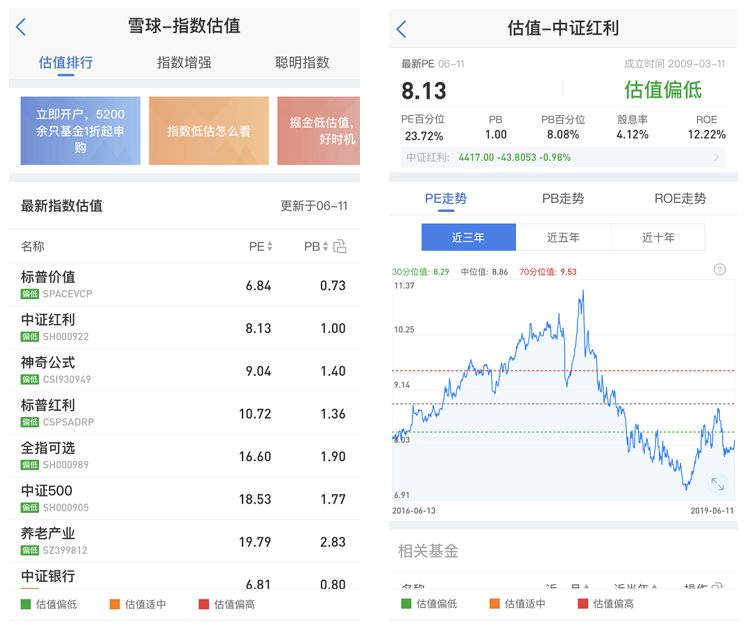 雪球-指数估值
估值排行
指数增强
聪明指数
立即开户，5200
余只基金1折起申
购
指数低估怎么看
掘金低估值，
好时机
最新指数估值
更新于06-11
名称
PE
PB
标普价值
6.84
0.73
偏低 SPACEVCP
中证红利
8.13
1.00
偏低 SH000922
神奇公式
9.04
1.40
偏低 CSI930949
标普红利
10.72
1.36
偏低 CSPSADRP
全指可选
16.60
1.90
偏低 SH000989
中证500
18.53
1.77
偏低 SH000905
养老产业
19.79
2.83
偏低 SZ399812
中证银行
6.81
0.80
估值偏低
估值适中
估值偏高
估值-中证红利
最新PE 06-11
成立时间 2009-03-11
8.13
估值偏低
PE百分位
PB
PB百分位
股息率
ROE
23.72%
1.00
8.08%
4.12%
12.22%
中证红利: 4417.00 -43.8053 -0.98%
PE走势
PB走势
ROE走势
近三年
近五年
近十年
30分位值: 8.29
中位值: 8.86
70分位值: 9.53
11.37
10.25
9.14
8.03
6.91
2016-06-13
2019-06-11
相关基金
估值偏低
估值适中
估值偏高